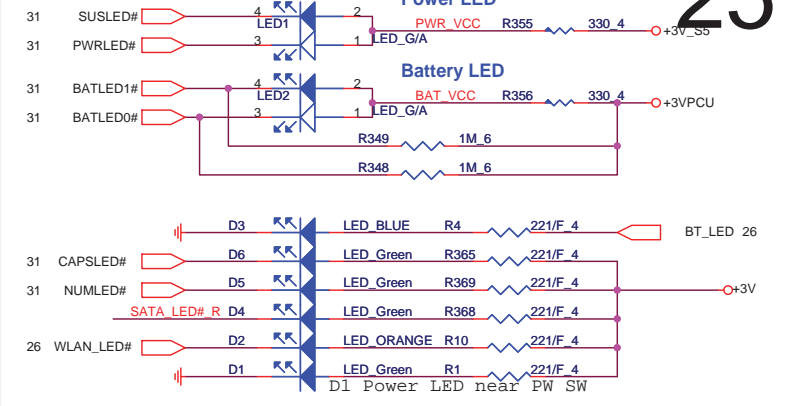 Power LED
25
31 SUSLED# 4 LED1 2 PWR_VCC R355 330_4 +3V_S5
31 PWRLED# 3 1 LED_G/A
Battery LED
31 BATLED1# 4 LED2 2 BAT_VCC R356 330_4 +3VPCU
31 BATLED0# 3 1 LED_G/A
R349 1M_6
R348 1M_6
D3 LED_BLUE R4 221/F_4 BT_LED 26
31 CAPSLED# D6 LED_Green R365 221/F_4
31 NUMLED# D5 LED_Green R369 221/F_4 +3V
SATA_LED#_R D4 LED_Green R368 221/F_4
26 WLAN_LED# D2 LED_ORANGE R10 221/F_4
D1 LED_Green R1 221/F_4
D1 Power LED near PW SW